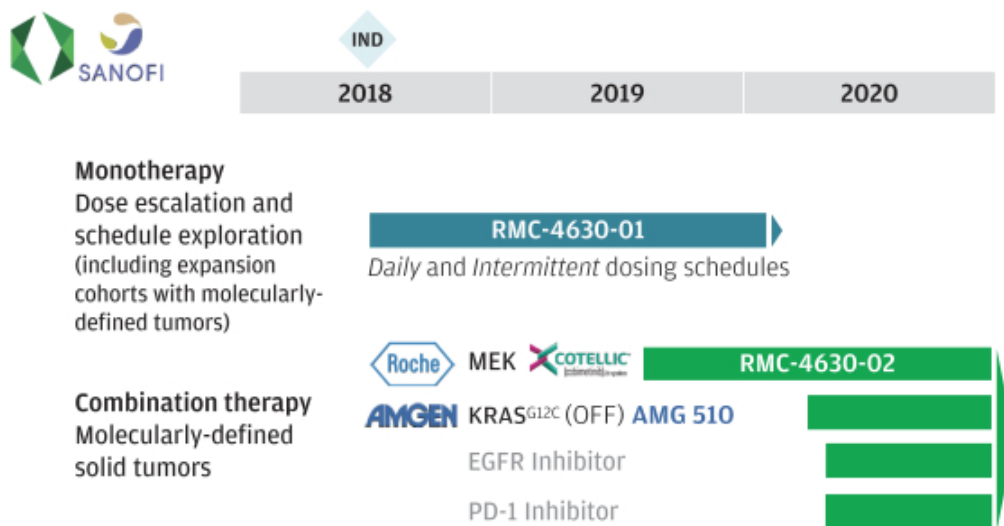 SANOFI
IND
2018 2019 2020
Monotherapy
Dose escalation and
schedule exploration
(including expansion
cohorts with molecularly-
defined tumors)
RMC-4630-01
Daily and Intermittent dosing schedules
Roche MEK COTELLIC RMC-4630-02
Combination therapy
Molecularly-defined
solid tumors
AMGEN KRASG12C (OFF) AMG 510
EGFR Inhibitor
PD-1 Inhibitor